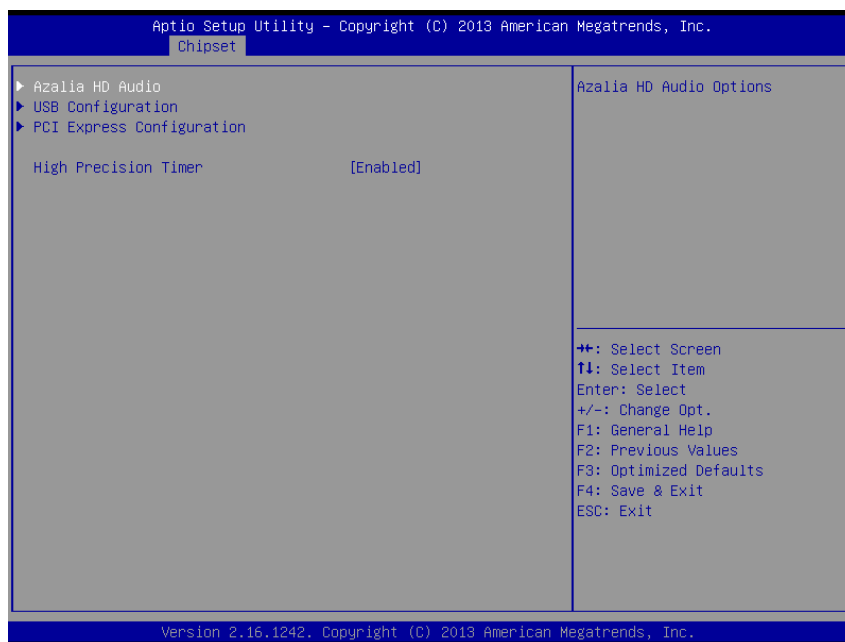 Aptio Setup Utility – Copyright (C) 2013 American Megatrends, Inc.
Chipset
▶ Azalia HD Audio
▶ USB Configuration
▶ PCI Express Configuration
High Precision Timer [Enabled]
Azalia HD Audio Options
→←: Select Screen
↑↓: Select Item
Enter: Select
+/-: Change Opt.
F1: General Help
F2: Previous Values
F3: Optimized Defaults
F4: Save & Exit
ESC: Exit
Version 2.16.1242. Copyright (C) 2013 American Megatrends, Inc.